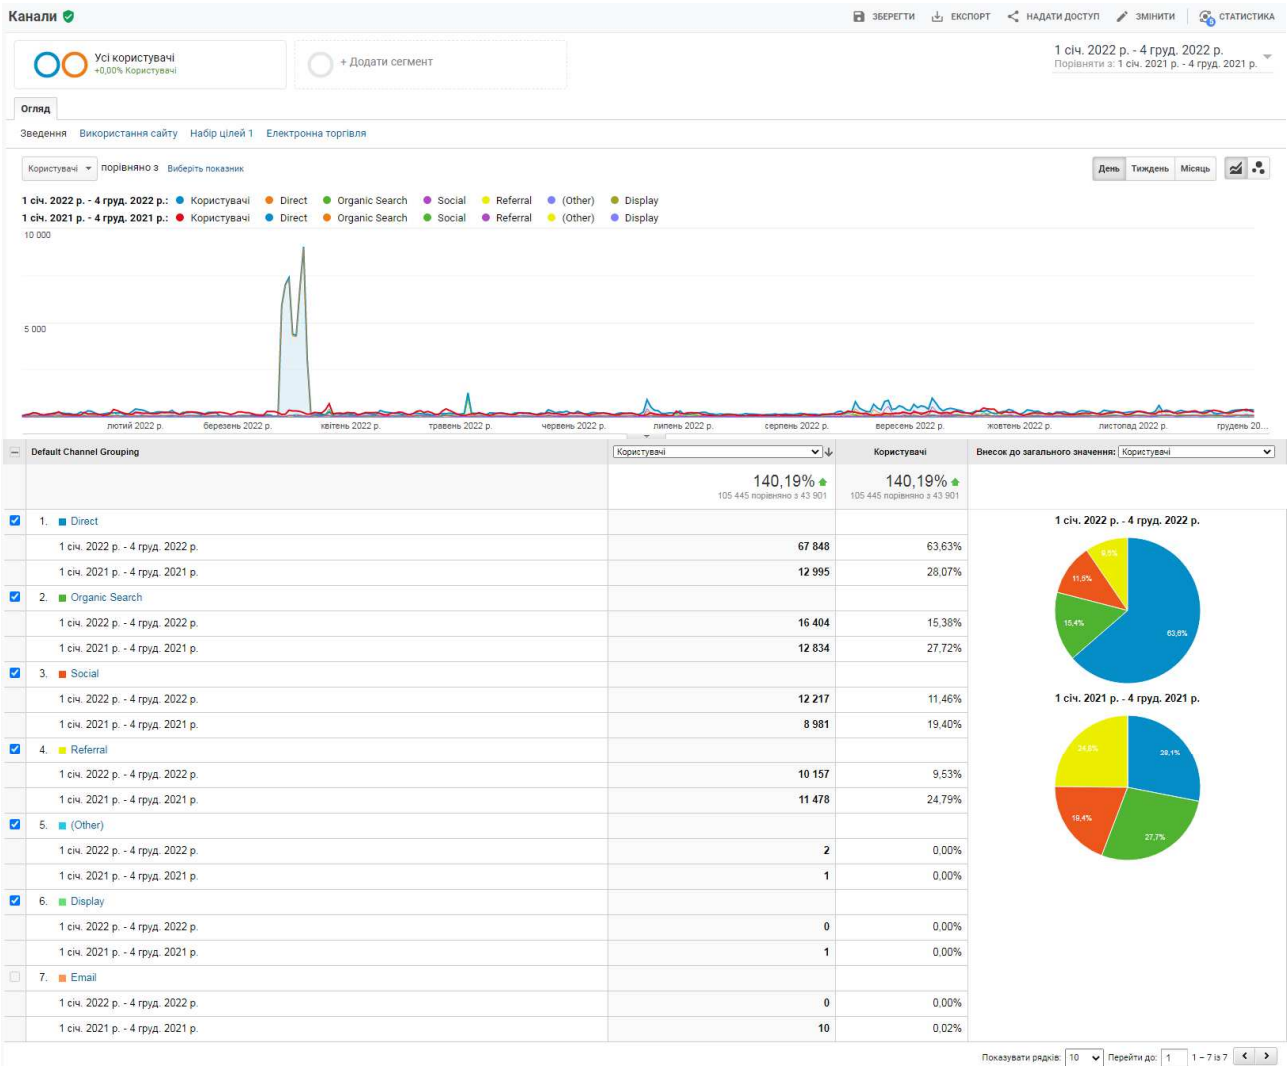 Канали
ЗБЕРЕГТИ ЕКСПОРТ НАДАТИ ДОСТУП ЗМІНИТИ 5 СТАТИСТИКА
Усі користувачі
+0,00% Користувачі
+ Додати сегмент
1 січ. 2022 р. - 4 груд. 2022 р.
Порівняти з: 1 січ. 2021 р. - 4 груд. 2021 р.
Огляд
Зведення Використання сайту Набір цілей 1 Електронна торгівля
Користувачі порівняно з Виберіть показник
День Тиждень Місяць
1 січ. 2022 р. - 4 груд. 2022 р.: Користувачі Direct Organic Search Social Referral (Other) Display
1 січ. 2021 р. - 4 груд. 2021 р.: Користувачі Direct Organic Search Social Referral (Other) Display
10 000
5 000
лютий 2022 р. березень 2022 р. квітень 2022 р. травень 2022 р. червень 2022 р. липень 2022 р. серпень 2022 р. вересень 2022 р. жовтень 2022 р. листопад 2022 р. грудень 20...
Default Channel Grouping Користувачі Користувачі Внесок до загального значення: Користувачі
140,19% 140,19%
105 445 порівняно з 43 901 105 445 порівняно з 43 901
1. Direct
1 січ. 2022 р. - 4 груд. 2022 р. 67 848 63,63%
1 січ. 2021 р. - 4 груд. 2021 р. 12 995 28,07%
2. Organic Search
1 січ. 2022 р. - 4 груд. 2022 р. 16 404 15,38%
1 січ. 2021 р. - 4 груд. 2021 р. 12 834 27,72%
3. Social
1 січ. 2022 р. - 4 груд. 2022 р. 12 217 11,46%
1 січ. 2021 р. - 4 груд. 2021 р. 8 981 19,40%
4. Referral
1 січ. 2022 р. - 4 груд. 2022 р. 10 157 9,53%
1 січ. 2021 р. - 4 груд. 2021 р. 11 478 24,79%
5. (Other)
1 січ. 2022 р. - 4 груд. 2022 р. 2 0,00%
1 січ. 2021 р. - 4 груд. 2021 р. 1 0,00%
6. Display
1 січ. 2022 р. - 4 груд. 2022 р. 0 0,00%
1 січ. 2021 р. - 4 груд. 2021 р. 1 0,00%
7. Email
1 січ. 2022 р. - 4 груд. 2022 р. 0 0,00%
1 січ. 2021 р. - 4 груд. 2021 р. 10 0,02%
1 січ. 2022 р. - 4 груд. 2022 р.
9,5%
11,5%
15,4%
63,6%
1 січ. 2021 р. - 4 груд. 2021 р.
24,8%
28,1%
19,4%
27,7%
Показувати рядків: 10 Перейти до: 1 1 – 7 із 7